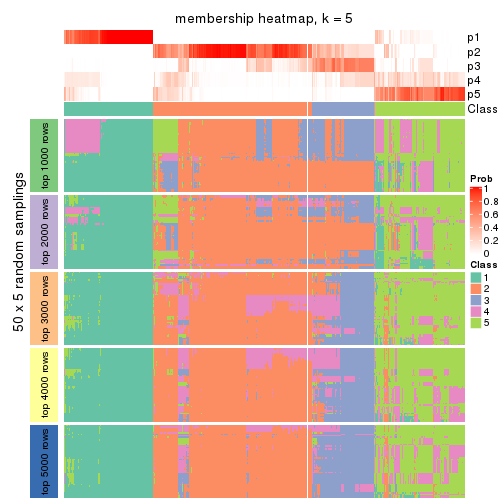 membership heatmap, k = 5
p1
p2
p3
p4
p5
Class
50 x 5 random samplings
top 1000 rows
top 2000 rows
top 3000 rows
top 4000 rows
top 5000 rows
Prob
1
0.8
0.6
0.4
0.2
0
Class
1
2
3
4
5